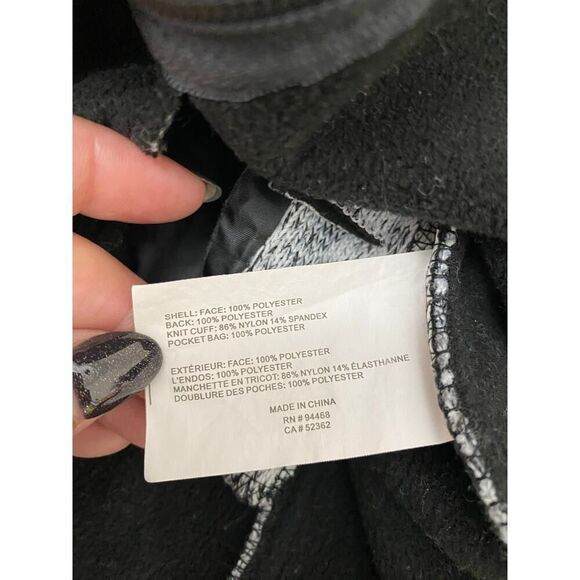 SHELL: FACE: 100% POLYESTER
BACK: 100% POLYESTER
KNIT CUFF: 86% NYLON 14% SPANDEX
POCKET BAG: 100% POLYESTER
EXTÉRIEUR: FACE: 100% POLYESTER
L'ENDOS: FACE: 100% POLYESTER
MANCHETTE EN TRICOT: 86% NYLON 14% ÉLASTHANNE
DOUBLURE DES POCHES: 100% POLYESTER
MADE IN CHINA
RN # 94468
CA # 52362